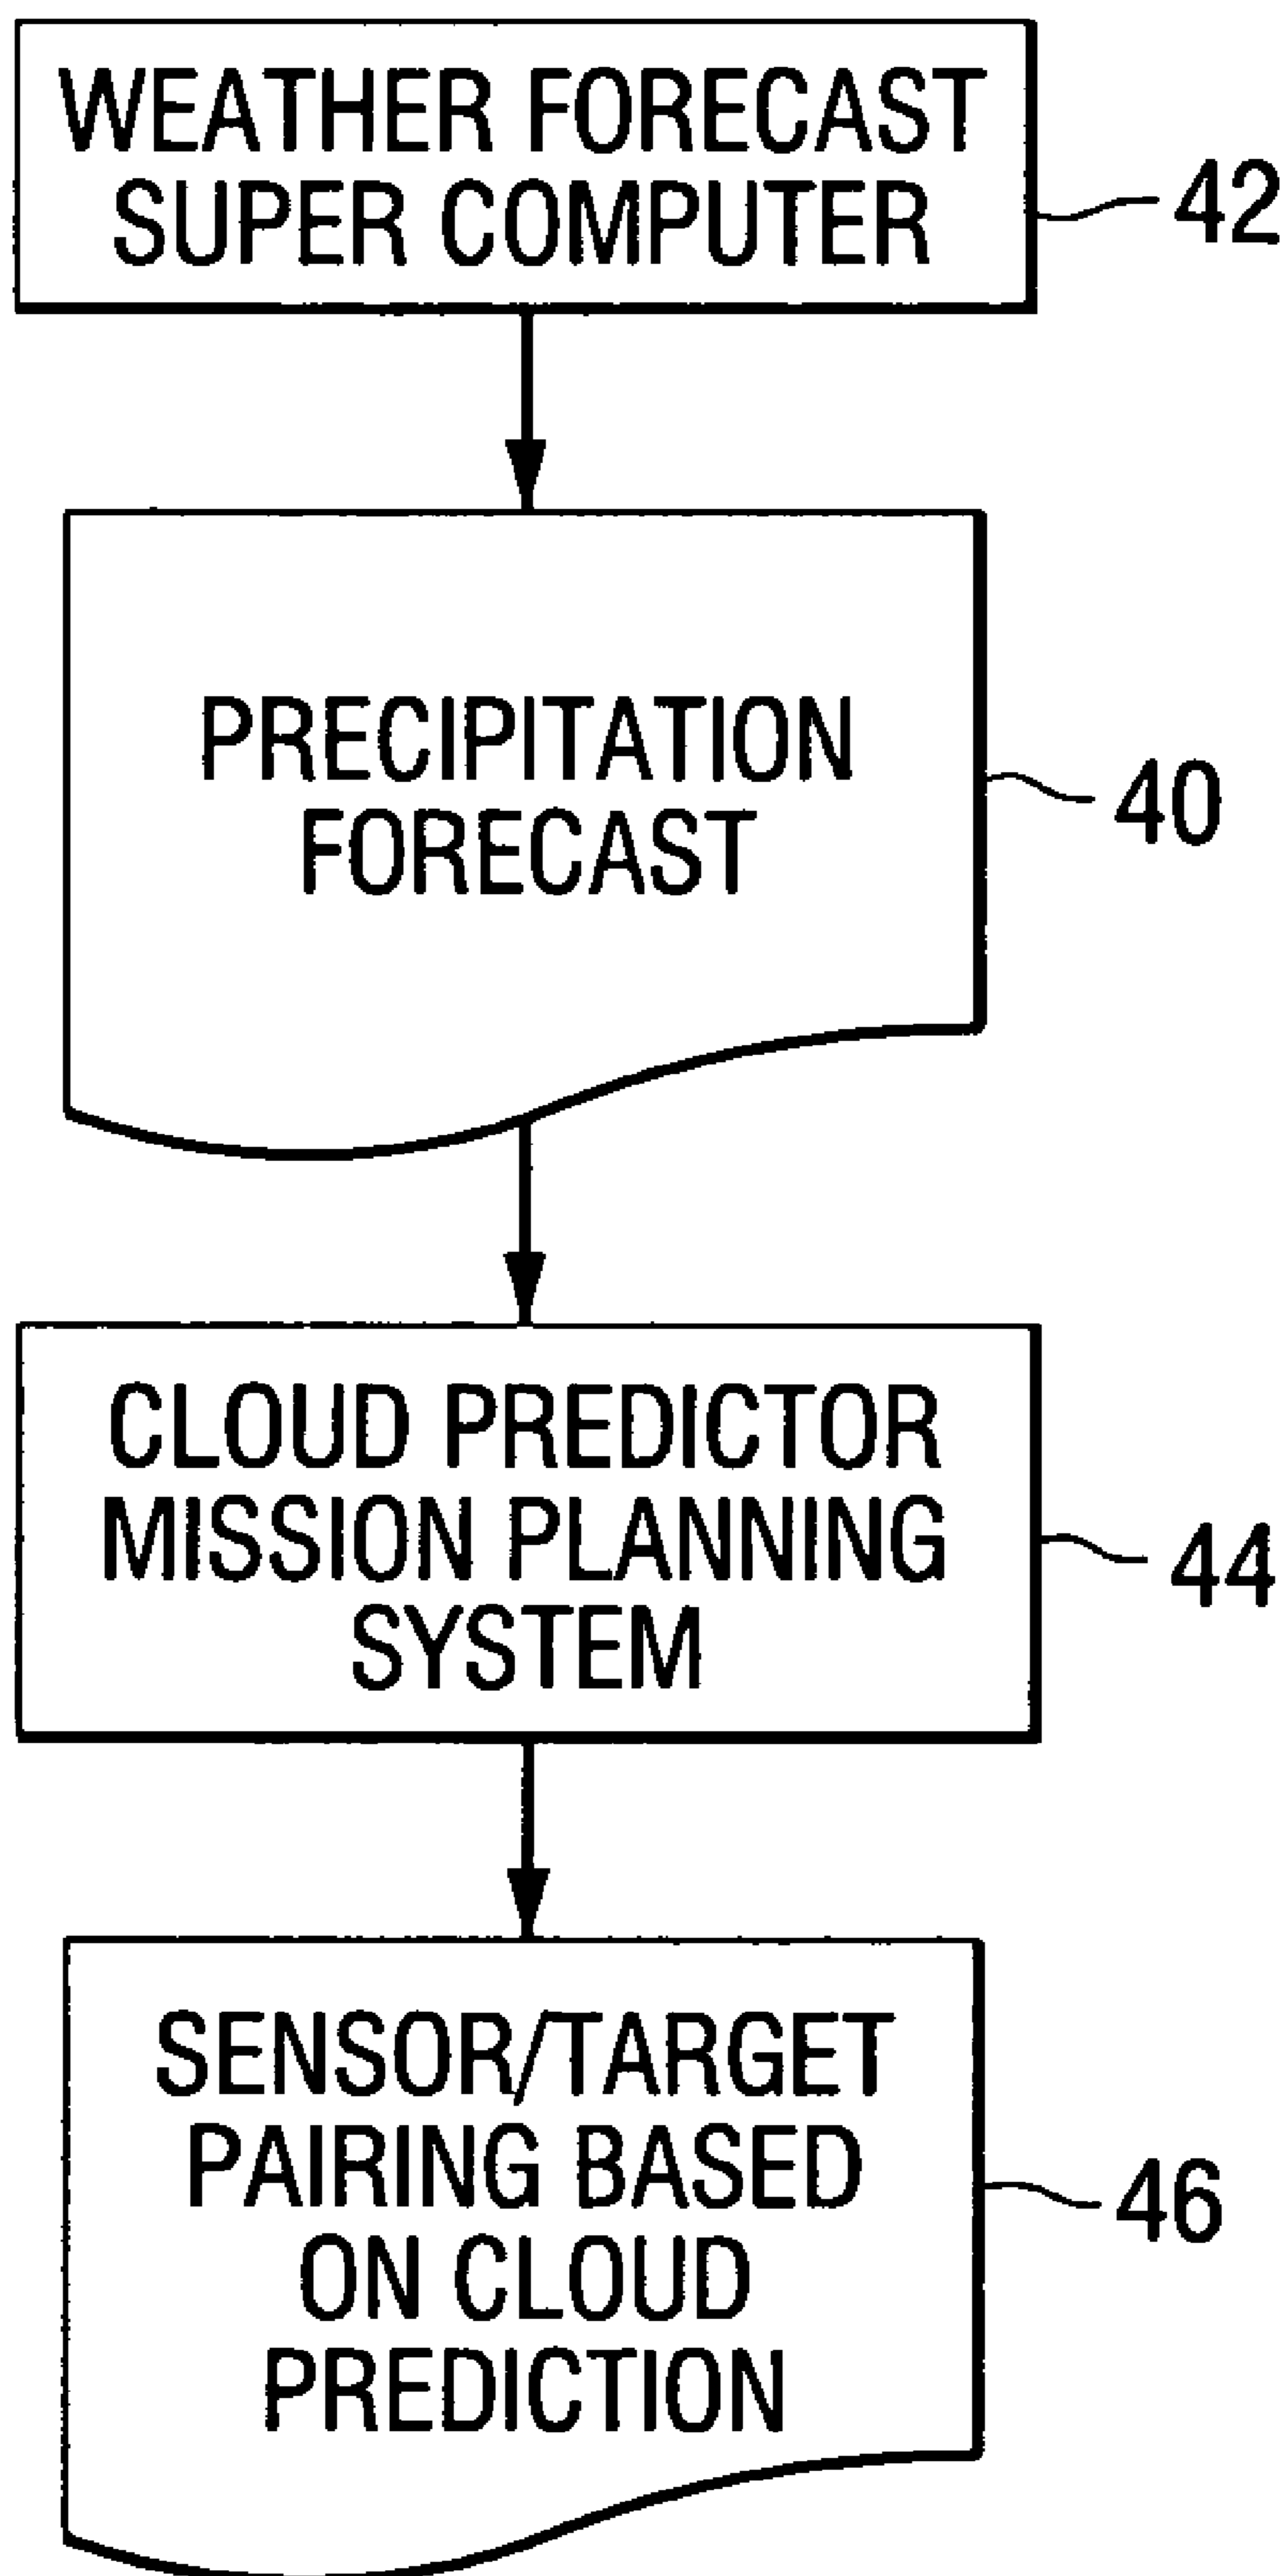 WEATHER FORECAST
SUPER COMPUTER
42
PRECIPITATION
FORECAST
40
CLOUD PREDICTOR
MISSION PLANNING
SYSTEM
44
SENSOR/TARGET
PAIRING BASED
ON CLOUD
PREDICTION
46